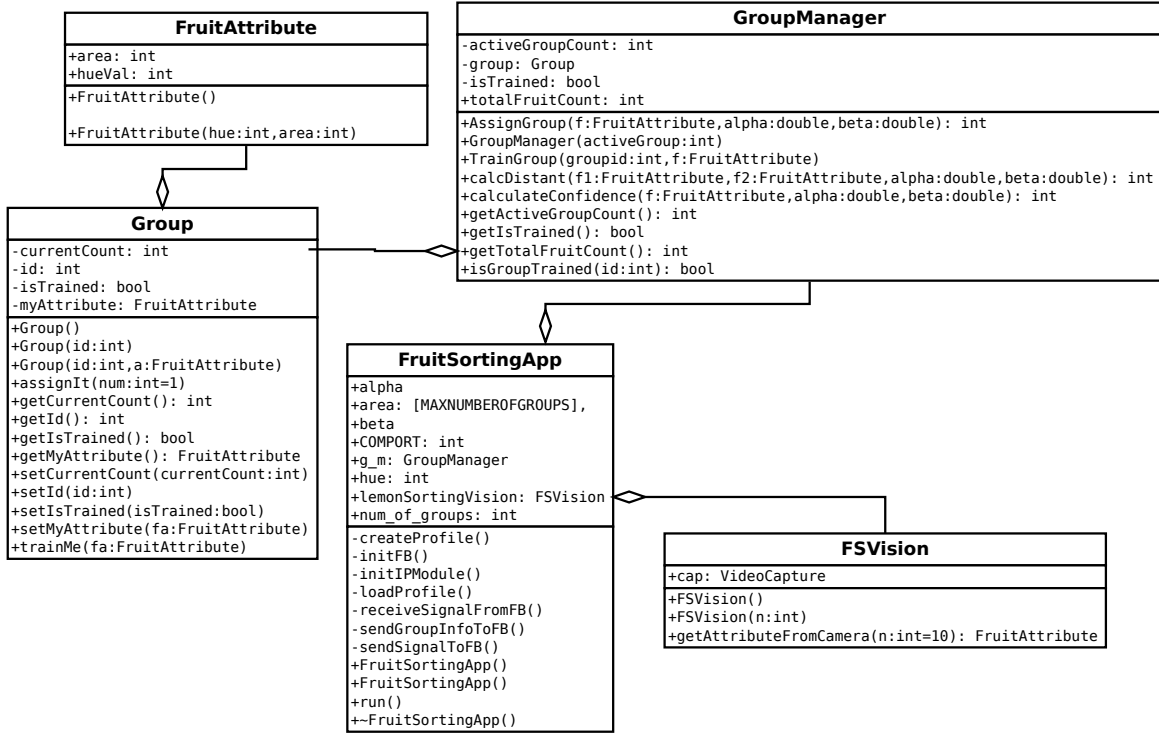 FruitAttribute
+area: int
+hueVal: int
+FruitAttribute()
+FruitAttribute(hue:int,area:int)
GroupManager
-activeGroupCount: int
-group: Group
-isTrained: bool
+totalFruitCount: int
+AssignGroup(f:FruitAttribute,alpha:double,beta:double): int
+GroupManager(activeGroup:int)
+TrainGroup(groupid:int,f:FruitAttribute)
+calcDistant(f1:FruitAttribute,f2:FruitAttribute,alpha:double,beta:double): int
+calculateConfidence(f:FruitAttribute,alpha:double,beta:double): int
+getActiveGroupCount(): int
+getIsTrained(): bool
+getTotalFruitCount(): int
+isGroupTrained(id:int): bool
Group
-currentCount: int
-id: int
-isTrained: bool
-myAttribute: FruitAttribute
+Group()
+Group(id:int)
+Group(id:int,a:FruitAttribute)
+assignIt(num:int=1)
+getCurrentCount(): int
+getId(): int
+getIsTrained(): bool
+getMyAttribute(): FruitAttribute
+setCurrentCount(currentCount:int)
+setId(id:int)
+setIsTrained(isTrained:bool)
+setMyAttribute(fa:FruitAttribute)
+trainMe(fa:FruitAttribute)
FruitSortingApp
+alpha
+area: [MAXNUMBEROFGROUPS],
+beta
+COMPORT: int
+g_m: GroupManager
+hue: int
+lemonSortingVision: FSVision
+num_of_groups: int
-createProfile()
-initFB()
-initIPModule()
-loadProfile()
-receiveSignalFromFB()
-sendGroupInfoToFB()
-sendSignalToFB()
+FruitSortingApp()
+FruitSortingApp()
+run()
+~FruitSortingApp()
FSVision
+cap: VideoCapture
+FSVision()
+FSVision(n:int)
+getAttributeFromCamera(n:int=10): FruitAttribute